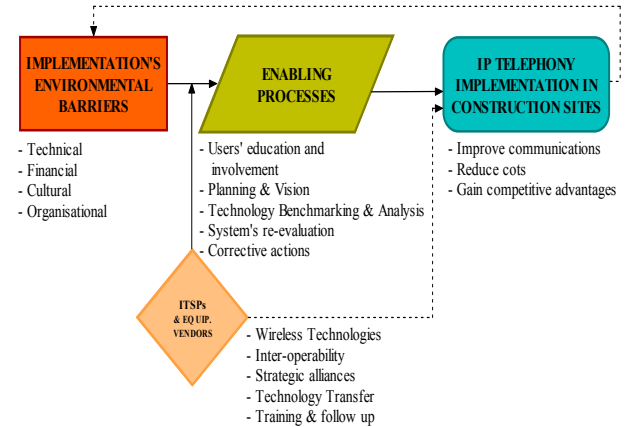 IMPLEMENTATION'S
ENVIRONMENTAL
BARRIERS
- Technical
- Financial
- Cultural
- Organisational
ENABLING
PROCESSES
- Users' education and
involvement
- Planning & Vision
- Technology Benchmarking & Analysis
- System's re-evaluation
- Corrective actions
IP TELEPHONY
IMPLEMENTATION IN
CONSTRUCTION SITES
- Improve communications
- Reduce cots
- Gain competitive advantages
ITSPs
& EQ UIP.
VENDORS
- Wireless Technologies
- Inter-operability
- Strategic alliances
- Technology Transfer
- Training & follow up